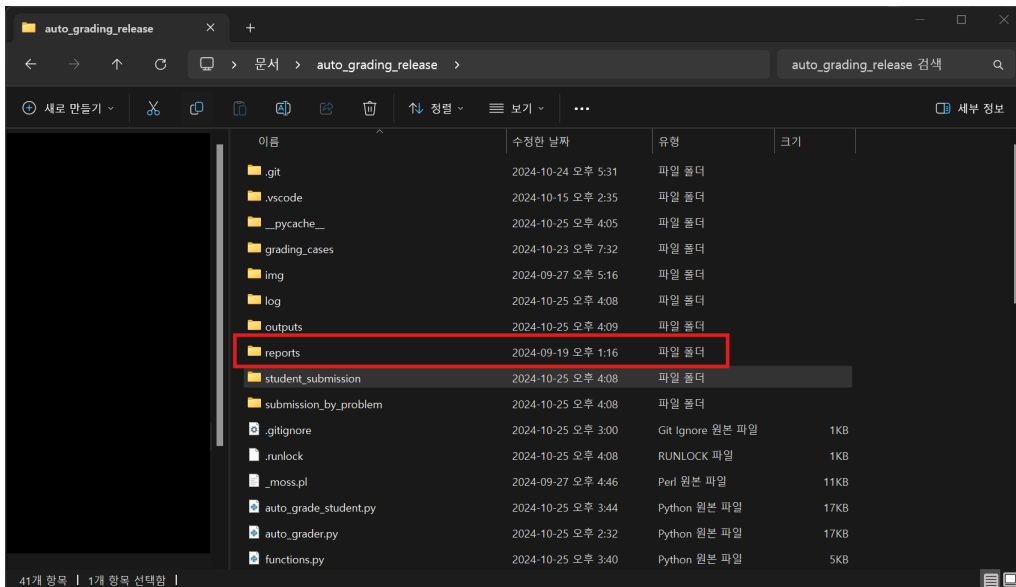 auto_grading_release
문서 > auto_grading_release >
auto_grading_release 검색
새로 만들기
정렬
보기
세부 정보
이름 수정한 날짜 유형 크기
.git 2024-10-24 오후 5:31 파일 폴더
.vscode 2024-10-15 오후 2:35 파일 폴더
__pycache__ 2024-10-25 오후 4:05 파일 폴더
grading_cases 2024-10-23 오후 7:32 파일 폴더
img 2024-09-27 오후 5:16 파일 폴더
log 2024-10-25 오후 4:08 파일 폴더
outputs 2024-10-25 오후 4:09 파일 폴더
reports 2024-09-19 오후 1:16 파일 폴더
student_submission 2024-10-25 오후 4:08 파일 폴더
submission_by_problem 2024-10-25 오후 4:08 파일 폴더
.gitignore 2024-10-25 오후 3:00 Git Ignore 원본 파일 1KB
.runlock 2024-10-25 오후 4:08 RUNLOCK 파일 1KB
_moss.pl 2024-09-27 오후 4:46 Perl 원본 파일 11KB
auto_grade_student.py 2024-10-25 오후 3:44 Python 원본 파일 17KB
auto_grader.py 2024-10-25 오후 2:32 Python 원본 파일 17KB
functions.py 2024-10-25 오후 3:40 Python 원본 파일 5KB
41개 항목 | 1개 항목 선택함 |